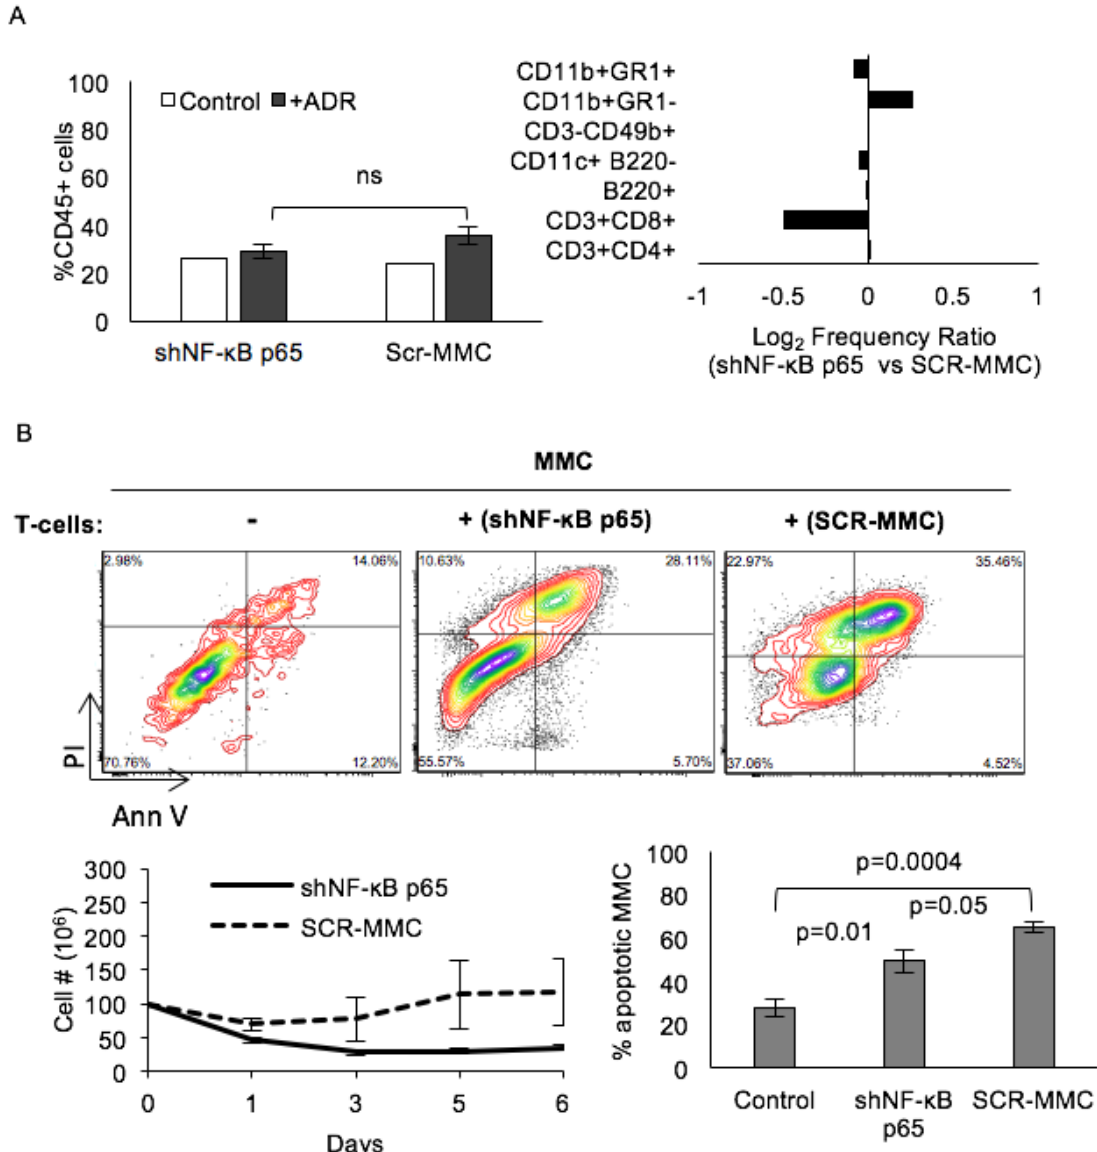 A
100
80
60
40
20
0
%CD45+ cells
Control
+ADR
ns
shNF-κB p65
Scr-MMC
CD11b+GR1+
CD11b+GR1-
CD3-CD49b+
CD11c+ B220-
B220+
CD3+CD8+
CD3+CD4+
-1 -0.5 0 0.5 1
Log2 Frequency Ratio
(shNF-κB p65 vs SCR-MMC)
B
MMC
T-cells: - + (shNF-κB p65) + (SCR-MMC)
2.98% 14.06%
70.76% 12.20%
10.63% 28.11%
55.57% 5.70%
22.97% 35.46%
37.06% 4.52%
PI
Ann V
300
250
200
150
100
50
0
Cell # (10⁶)
shNF-κB p65
SCR-MMC
0 1 3 5 6
Days
100
80
60
40
20
0
% apoptotic MMC
p=0.0004
p=0.05
p=0.01
Control shNF-κB SCR-MMC
p65